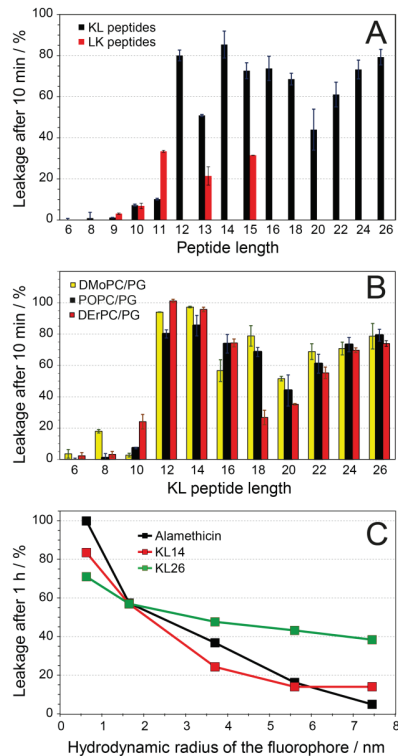 A
KL peptides
LK peptides
Leakage after 10 min / %
100
80
60
40
20
0
6 8 9 10 11 12 13 14 15 16 17 18 20 22 24 26
Peptide length
B
DMoPC/PG
POPC/PG
DErPC/PG
Leakage after 10 min / %
100
80
60
40
20
0
6 8 10 12 14 16 18 20 22 24 26
KL peptide length
C
Alamethicin
KL14
KL26
Leakage after 1 h / %
100
80
60
40
20
0
0 1 2 3 4 5 6 7 8
Hydrodynamic radius of the fluorophore / nm